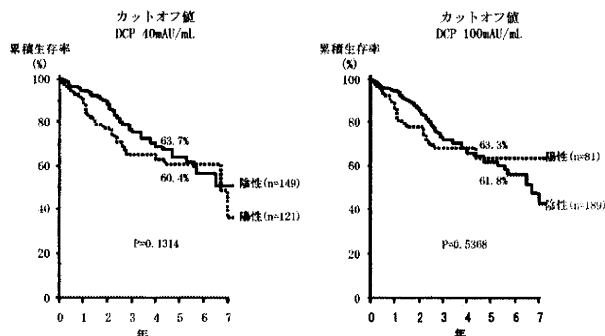 カットオフ値
DCP 40mAU/mL
累積生存率
(%)
100
80
60
40
20
0
63.7%
60.4%
陰性(n=149)
陽性(n=121)
P=0.1314
0 1 2 3 4 5 6 7
年
カットオフ値
DCP 100mAU/mL
累積生存率
(%)
100
80
60
40
20
0
63.3%
61.8%
陽性(n=81)
陰性(n=189)
P=0.5368
0 1 2 3 4 5 6 7
年